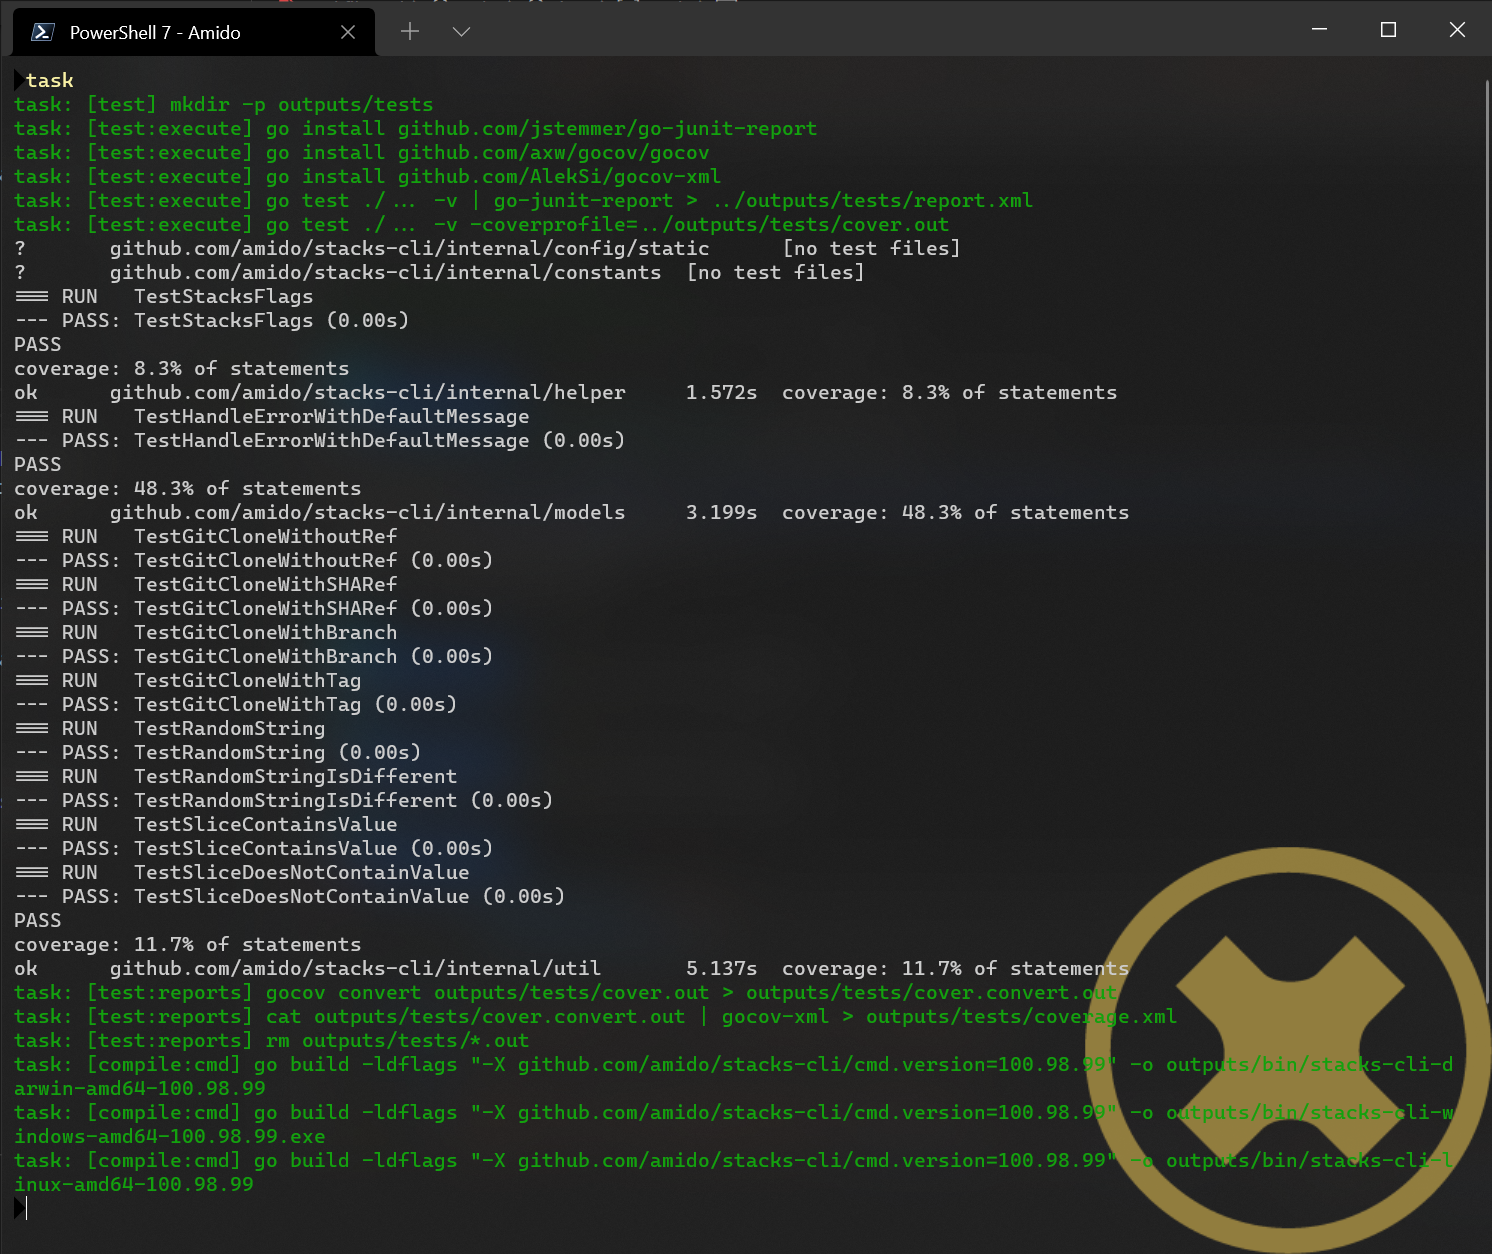 PowerShell 7 - Amido
task
task: [test] mkdir -p outputs/tests
task: [test:execute] go install github.com/jstemmer/go-junit-report
task: [test:execute] go install github.com/axw/gocov/gocov
task: [test:execute] go install github.com/AlekSi/gocov-xml
task: [test:execute] go test ./... -v | go-junit-report > ../outputs/tests/report.xml
task: [test:execute] go test ./... -v -coverprofile=../outputs/tests/cover.out
? github.com/amido/stacks-cli/internal/config/static [no test files]
? github.com/amido/stacks-cli/internal/constants [no test files]
=== RUN TestStacksFlags
--- PASS: TestStacksFlags (0.00s)
PASS
coverage: 8.3% of statements
ok github.com/amido/stacks-cli/internal/helper 1.572s coverage: 8.3% of statements
=== RUN TestHandleErrorWithDefaultMessage
--- PASS: TestHandleErrorWithDefaultMessage (0.00s)
PASS
coverage: 48.3% of statements
ok github.com/amido/stacks-cli/internal/models 3.199s coverage: 48.3% of statements
=== RUN TestGitCloneWithoutRef
--- PASS: TestGitCloneWithoutRef (0.00s)
=== RUN TestGitCloneWithSHARef
--- PASS: TestGitCloneWithSHARef (0.00s)
=== RUN TestGitCloneWithBranch
--- PASS: TestGitCloneWithBranch (0.00s)
=== RUN TestGitCloneWithTag
--- PASS: TestGitCloneWithTag (0.00s)
=== RUN TestRandomString
--- PASS: TestRandomString (0.00s)
=== RUN TestRandomStringIsDifferent
--- PASS: TestRandomStringIsDifferent (0.00s)
=== RUN TestSliceContainsValue
--- PASS: TestSliceContainsValue (0.00s)
=== RUN TestSliceDoesNotContainValue
--- PASS: TestSliceDoesNotContainValue (0.00s)
PASS
coverage: 11.7% of statements
ok github.com/amido/stacks-cli/internal/util 5.137s coverage: 11.7% of statements
task: [test:reports] gocov convert outputs/tests/cover.out > outputs/tests/cover.convert.out
task: [test:reports] cat outputs/tests/cover.convert.out | gocov-xml > outputs/tests/coverage.xml
task: [test:reports] rm outputs/tests/*.out
task: [compile:cmd] go build -ldflags "-X github.com/amido/stacks-cli/cmd.version=100.98.99" -o outputs/bin/stacks-cli-d
arwin-amd64-100.98.99
task: [compile:cmd] go build -ldflags "-X github.com/amido/stacks-cli/cmd.version=100.98.99" -o outputs/bin/stacks-cli-w
indows-amd64-100.98.99.exe
task: [compile:cmd] go build -ldflags "-X github.com/amido/stacks-cli/cmd.version=100.98.99" -o outputs/bin/stacks-cli-l
inux-amd64-100.98.99